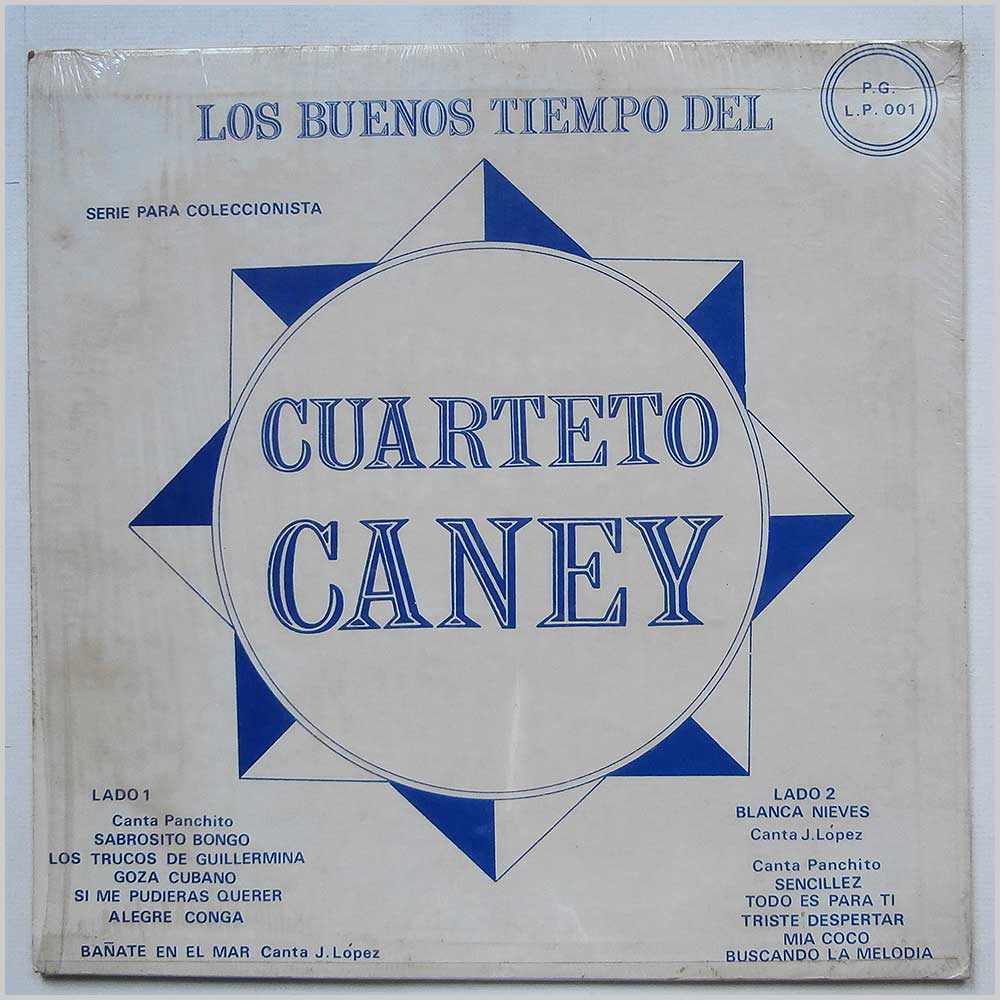 P.G.
L.P. 001
LOS BUENOS TIEMPO DEL
SERIE PARA COLECCIONISTA
CUARTETO
CANEY
LADO 1
Canta Panchito
SABROSITO BONGO
LOS TRUCOS DE GUILLERMINA
GOZA CUBANO
SI ME PUDIERAS QUERER
ALEGRE CONGA
BAÑATE EN EL MAR Canta J. López
LADO 2
BLANCA NIEVES
Canta J. López
Canta Panchito
SENCILLEZ
TODO ES PARA TI
TRISTE DESPERTAR
MIA COCO
BUSCANDO LA MELODIA